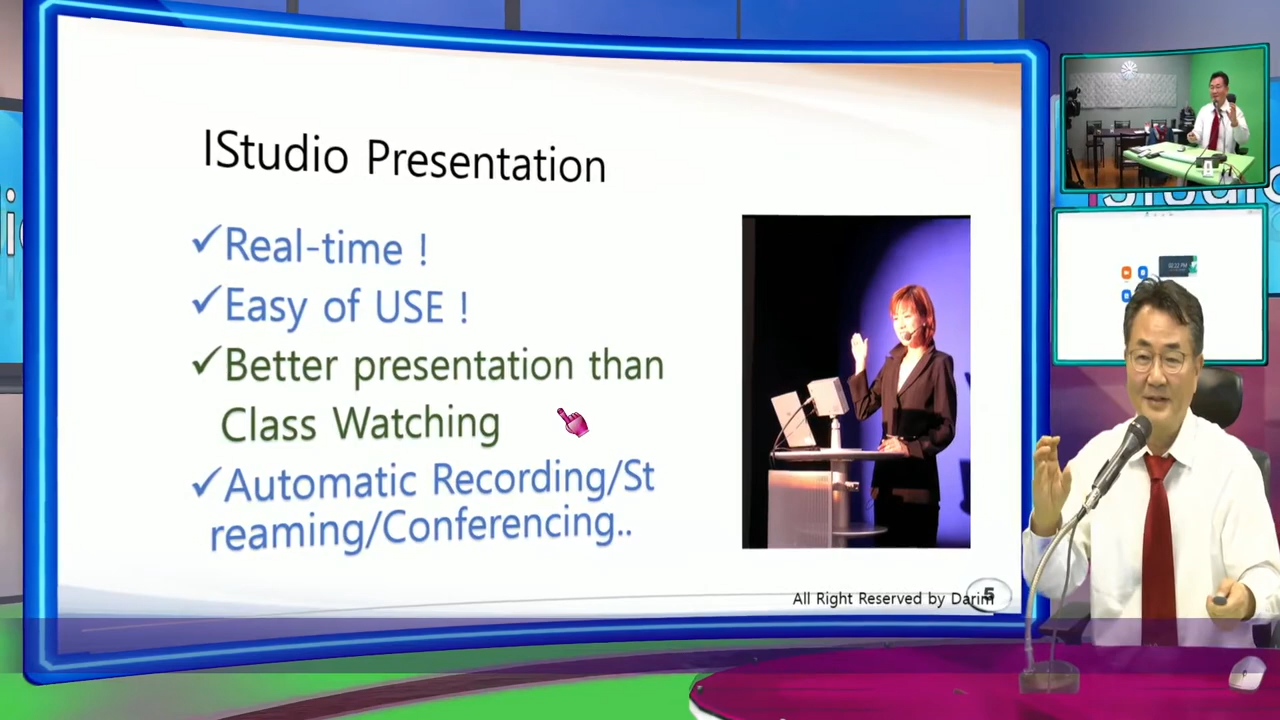 IStudio Presentation
✓Real-time !
✓Easy of USE !
✓Better presentation than
Class Watching
✓Automatic Recording/St
reaming/Conferencing..
All Right Reserved by Darim
5